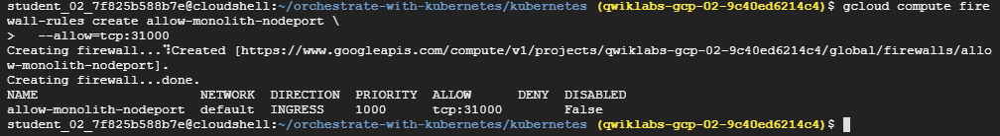 student_02_7f825b588b7e@cloudshell:~/orchestrate-with-kubernetes/kubernetes (qwiklabs-gcp-02-9c40ed6214c4)$ gcloud compute fire
wall-rules create allow-monolith-nodeport \
>   --allow=tcp:31000
Creating firewall...⠹Created [https://www.googleapis.com/compute/v1/projects/qwiklabs-gcp-02-9c40ed6214c4/global/firewalls/allo
w-monolith-nodeport].
Creating firewall...done.
NAME                     NETWORK  DIRECTION  PRIORITY  ALLOW      DENY  DISABLED
allow-monolith-nodeport  default  INGRESS    1000      tcp:31000        False
student_02_7f825b588b7e@cloudshell:~/orchestrate-with-kubernetes/kubernetes (qwiklabs-gcp-02-9c40ed6214c4)$